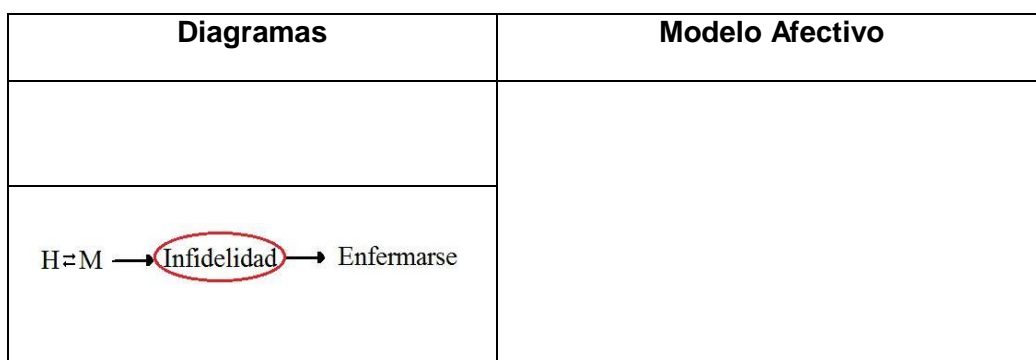 Diagramas Modelo Afectivo
H⇄M → Infidelidad → Enfermarse